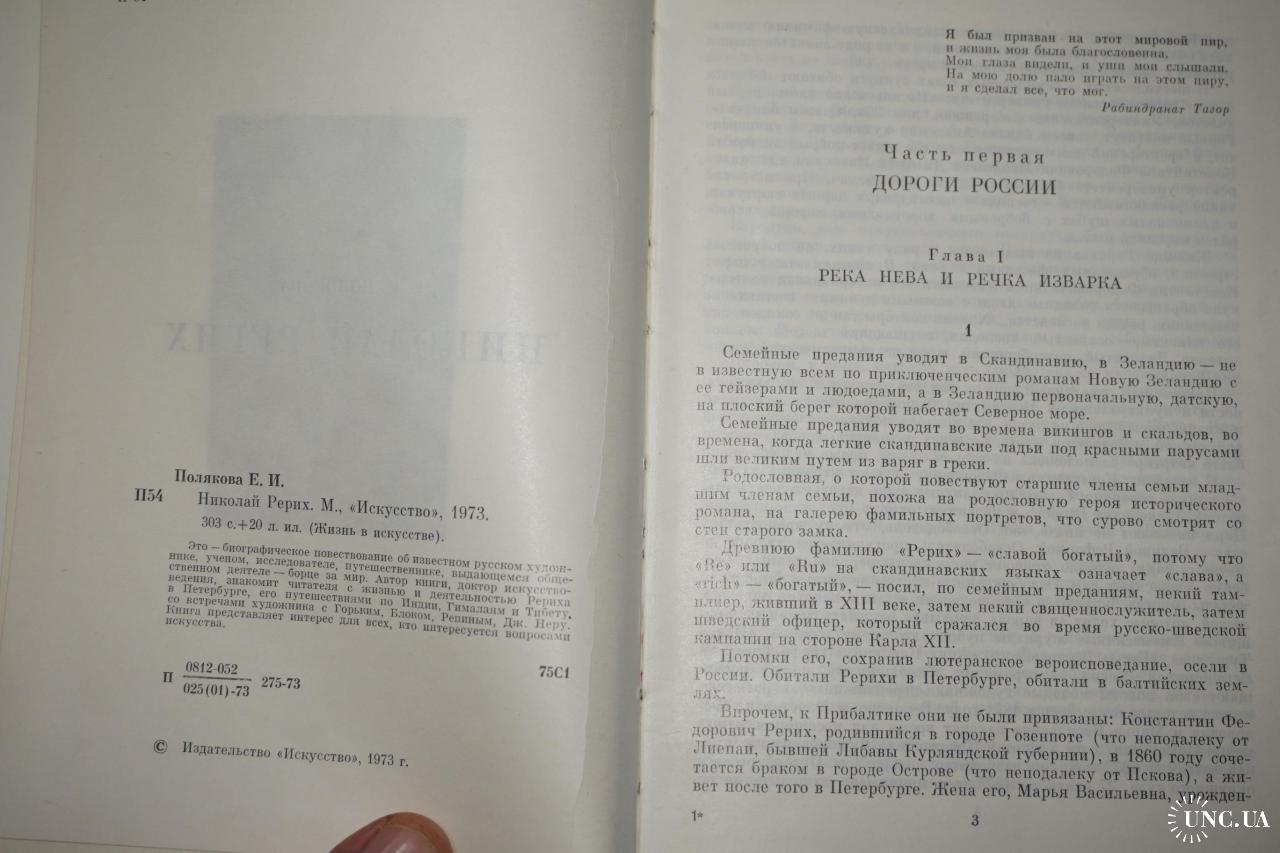 Полякова Е. И.
П54
Николай Рерих. М., «Искусство», 1973.
303 с.+20 л. ил. (Жизнь в искусстве).
Это — биографическое повествование об известном русском худож-
нике, ученом, исследователе, путешественнике, выдающемся обще-
ственном деятеле — борце за мир. Автор книги, доктор искусство-
ведения, знакомит читателя с жизнью и деятельностью Рериха
в Петербурге, его путешествиями по Индии, Гималаям и Тибету,
со встречами художника с Горьким, Блоком, Репиным, Дж. Неру.
Книга представляет интерес для всех, кто интересуется вопросами
искусства.
П 0812-052
025(01)-73 275-73
75С1
© Издательство «Искусство», 1973 г.
Я был призван на этот мировой пир,
и жизнь моя была благословенна.
Мои глаза видели, и уши мои слышали.
На мою долю пало играть на этом пиру,
и я сделал все, что мог.
Рабиндранат Тагор
Часть первая
ДОРОГИ РОССИИ
Глава I
РЕКА НЕВА И РЕЧКА ИЗВАРКА
1
Семейные предания уводят в Скандинавию, в Зеландию — не
в известную всем по приключенческим романам Новую Зеландию с
ее гейзерами и людоедами, а в Зеландию первоначальную, датскую,
на плоский берег которой набегает Северное море.
Семейные предания уводят во времена викингов и скальдов, во
времена, когда легкие скандинавские ладьи под красными парусами
шли великим путем из варяг в греки.
Родословная, о которой повествуют старшие члены семьи млад-
шим членам семьи, похожа на родословную героя исторического
романа, на галерею фамильных портретов, что сурово смотрят со
стен старого замка.
Древнюю фамилию «Рерих» — «славой богатый», потому что
«Re» или «Ru» на скандинавских языках означает «слава», а
«rich» — «богатый», — носил, по семейным преданиям, некий там-
плиер, живший в XIII веке, затем некий священнослужитель, затем
шведский офицер, который сражался во время русско-шведской
кампании на стороне Карла XII.
Потомки его, сохранив лютеранское вероисповедание, осели в
России. Обитали Рерихи в Петербурге, обитали в балтийских зем-
лях.
Впрочем, к Прибалтике они не были привязаны: Константин Фе-
дорович Рерих, родившийся в городе Гозенпоте (что неподалеку от
Лиепаи, бывшей Либавы Курляндской губернии), в 1860 году соче-
тается браком в городе Острове (что неподалеку от Пскова), а жи-
вет после того в Петербурге. Жена его, Марья Васильевна, урожден-
1*
3
UNC.UA